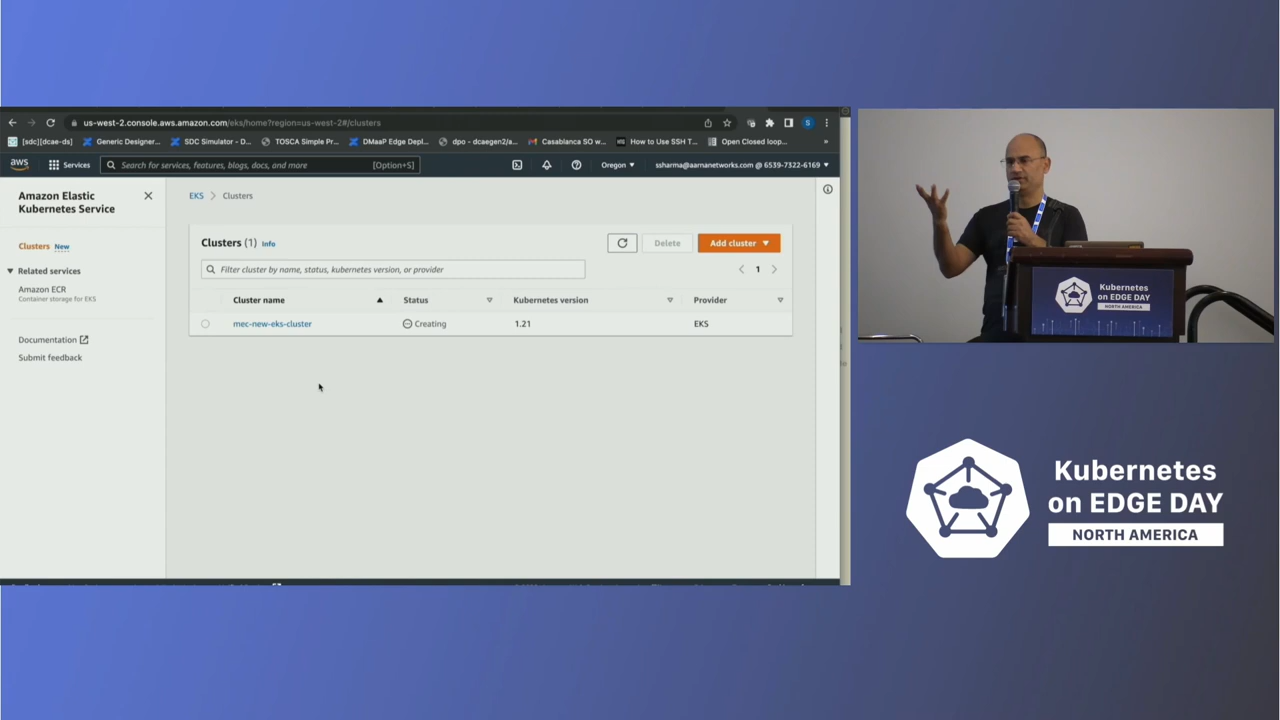 us-west-2.console.aws.amazon.com/eks/home?region=us-west-2#/clusters
[sdc][dcae-ds] Generic Designer... SDC Simulator - D... TOSCA Simple Pr... DMaaP Edge Depl... dpo - dcaegen2/a... Casablanca SO w... How to Use SSH T... Open Closed loop... »
aws Services Search for services, features, blogs, docs, and more [Option+S] Oregon ssharma@aarnanetworks.com @ 6539-7322-6169
Amazon Elastic
Kubernetes Service
Clusters New
Related services
Amazon ECR
Container storage for EKS
Documentation
Submit feedback
EKS > Clusters
Clusters (1) Info
Delete
Add cluster
Filter cluster by name, status, kubernetes version, or provider
1
Cluster name Status Kubernetes version Provider
mec-new-eks-cluster Creating 1.21 EKS
Kubernetes
on EDGE DAY
NORTH AMERICA
Kubernetes
on EDGE DAY
NORTH AMERICA